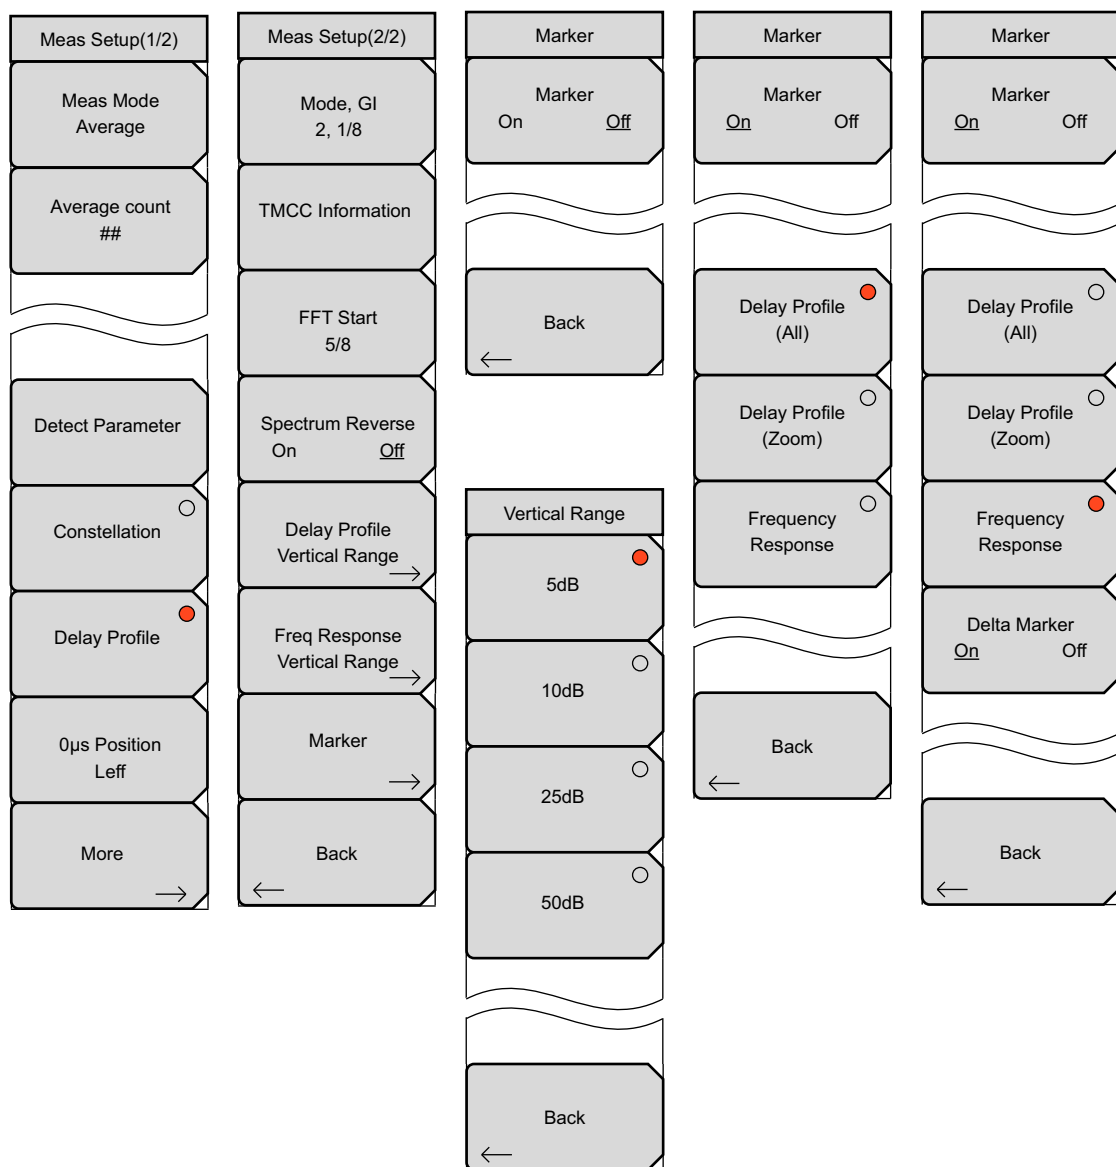 Meas Setup(1/2)
Meas Mode
Average
Average count
##
Detect Parameter
Constellation
Delay Profile
0µs Position
Leff
More
Meas Setup(2/2)
Mode, GI
2, 1/8
TMCC Information
FFT Start
5/8
Spectrum Reverse
On Off
Delay Profile
Vertical Range
Freq Response
Vertical Range
Marker
Back
Marker
Marker
On Off
Back
Vertical Range
5dB
10dB
25dB
50dB
Back
Marker
Marker
On Off
Delay Profile
(All)
Delay Profile
(Zoom)
Frequency
Response
Back
Marker
Marker
On Off
Delay Profile
(All)
Delay Profile
(Zoom)
Frequency
Response
Delta Marker
On Off
Back